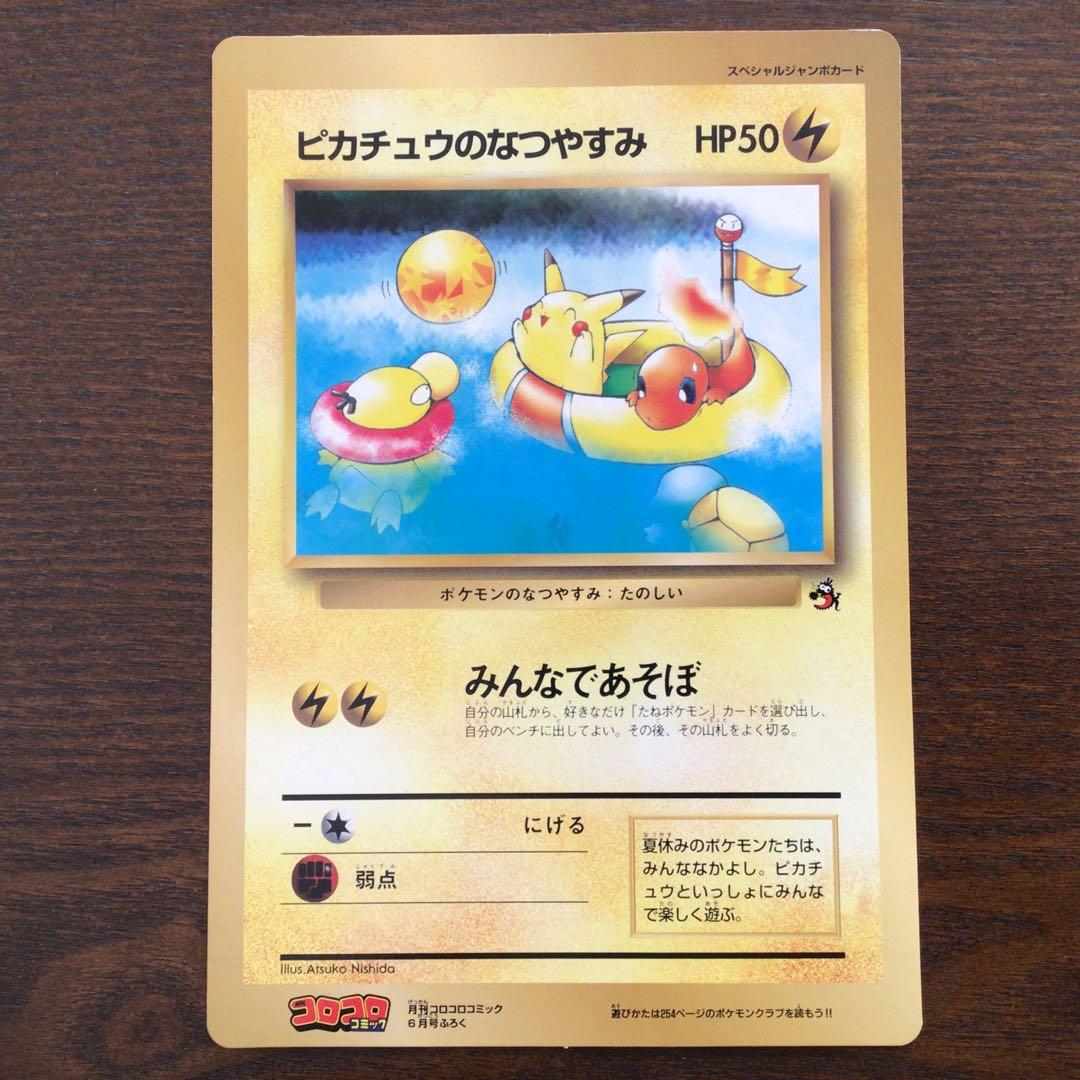 スペシャルジャンボカード
ピカチュウのなつやすみ HP50
ポケモンのなつやすみ：たのしい
みんなであそぼ
自分の山札から、好きなだけ「たねポケモン」カードを選び出し、
自分のベンチに出してよい。その後、その山札をよく切る。
− にげる
弱点
夏休みのポケモンたちは、
みんななかよし。ピカチ
ュウといっしょにみんな
で楽しく遊ぶ。
Illus.Atsuko Nishida
コロコロ
コミック
月刊コロコロコミック
6月号ふろく
遊びかたは254ページのポケモンクラブを読もう!!